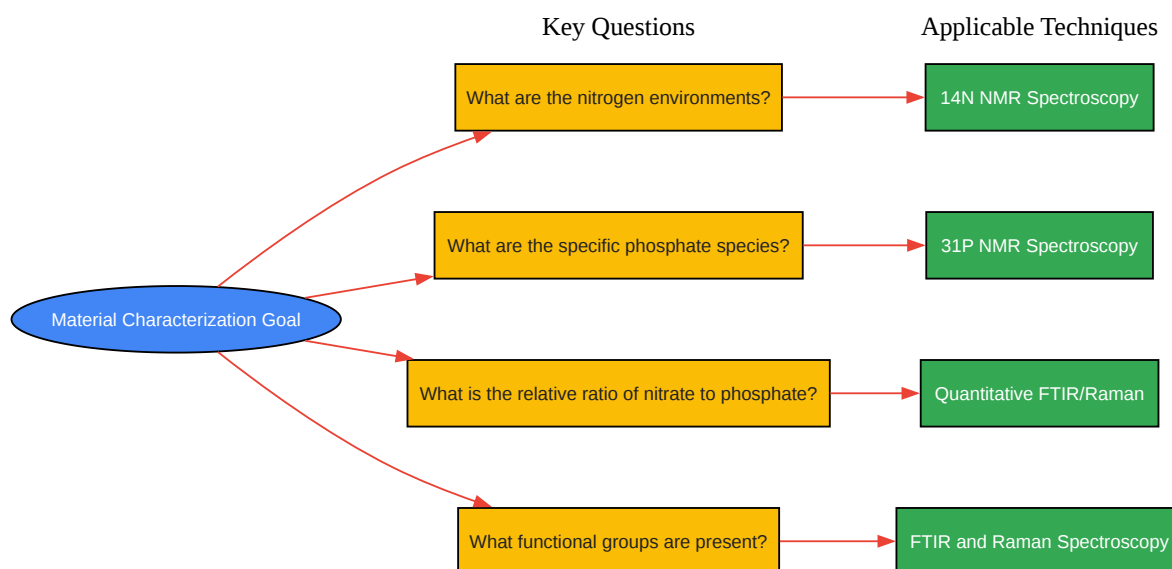 Key Questions
Applicable Techniques
What are the nitrogen environments?
14N NMR Spectroscopy
What are the specific phosphate species?
31P NMR Spectroscopy
Material Characterization Goal
What is the relative ratio of nitrate to phosphate?
Quantitative FTIR/Raman
What functional groups are present?
FTIR and Raman Spectroscopy